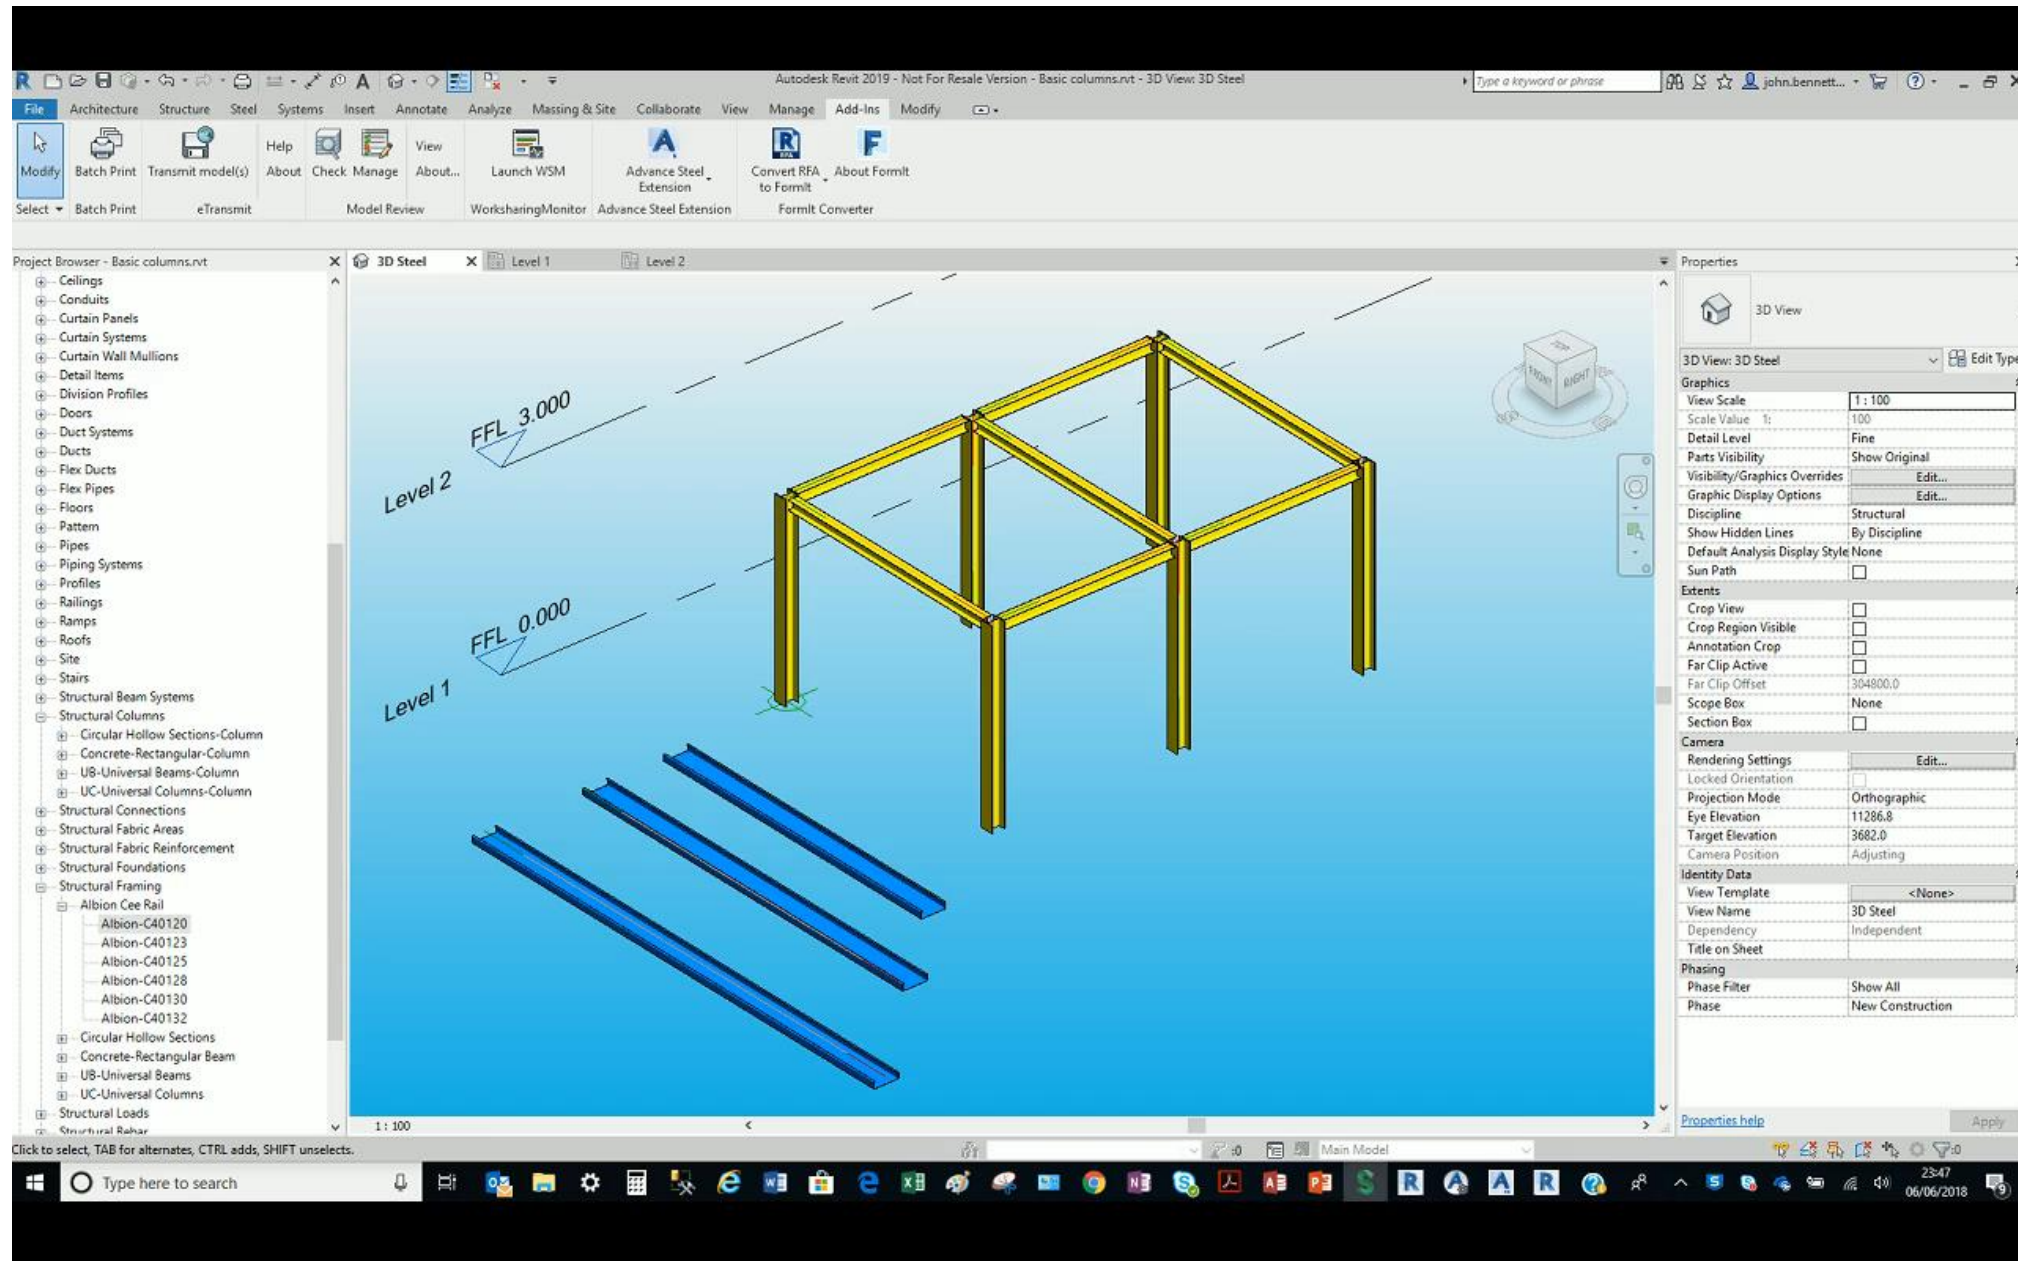 Autodesk Revit 2019 - Not For Resale Version - Basic columns.rvt - 3D View: 3D Steel
Type a keyword or phrase
john.bennett...
File Architecture Structure Steel Systems Insert Annotate Analyze Massing & Site Collaborate View Manage Add-Ins Modify
Modify
Batch Print
Transmit model(s)
Help
About
Check
Manage
View
About...
Launch WSM
Advance Steel
Extension
Convert RFA
to FormIt
About FormIt
Select
Batch Print
eTransmit
Model Review
WorksharingMonitor
Advance Steel Extension
FormIt Converter
Project Browser - Basic columns.rvt
Ceilings
Conduits
Curtain Panels
Curtain Systems
Curtain Wall Mullions
Detail Items
Division Profiles
Doors
Duct Systems
Ducts
Flex Ducts
Flex Pipes
Floors
Pattern
Pipes
Piping Systems
Profiles
Railings
Ramps
Roofs
Site
Stairs
Structural Beam Systems
Structural Columns
Circular Hollow Sections-Column
Concrete-Rectangular-Column
UB-Universal Beams-Column
UC-Universal Columns-Column
Structural Connections
Structural Fabric Areas
Structural Fabric Reinforcement
Structural Foundations
Structural Framing
Albion Cee Rail
Albion-C40120
Albion-C40123
Albion-C40125
Albion-C40128
Albion-C40130
Albion-C40132
Circular Hollow Sections
Concrete-Rectangular Beam
UB-Universal Beams
UC-Universal Columns
Structural Loads
Structural Rebar
3D Steel
Level 1
Level 2
FFL 3.000
Level 2
FFL 0.000
Level 1
TOP
FRONT
RIGHT
1 : 100
Properties
3D View
3D View: 3D Steel
Edit Type
Graphics
View Scale 1 : 100
Scale Value 1: 100
Detail Level Fine
Parts Visibility Show Original
Visibility/Graphics Overrides Edit...
Graphic Display Options Edit...
Discipline Structural
Show Hidden Lines By Discipline
Default Analysis Display Style None
Sun Path
Extents
Crop View
Crop Region Visible
Annotation Crop
Far Clip Active
Far Clip Offset 304800.0
Scope Box None
Section Box
Camera
Rendering Settings Edit...
Locked Orientation
Projection Mode Orthographic
Eye Elevation 11286.8
Target Elevation 3682.0
Camera Position Adjusting
Identity Data
View Template <None>
View Name 3D Steel
Dependency Independent
Title on Sheet
Phasing
Phase Filter Show All
Phase New Construction
Properties help
Apply
Click to select, TAB for alternates, CTRL adds, SHIFT unselects.
:0
Main Model
:0
Type here to search
23:47
06/06/2018